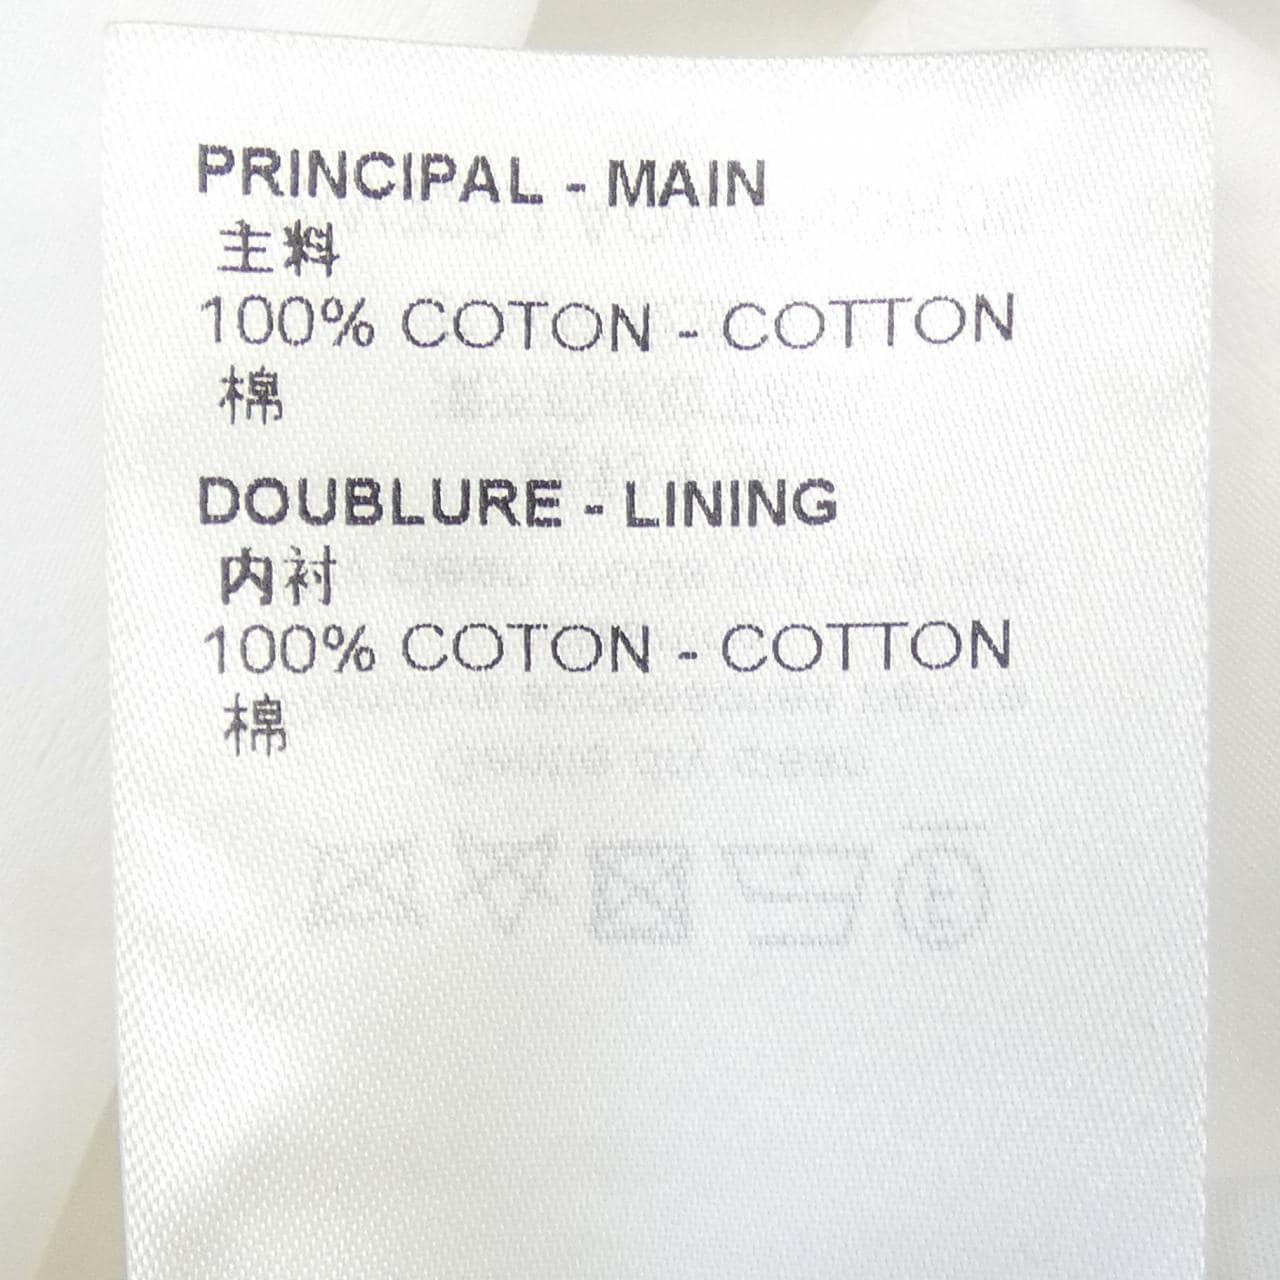 PRINCIPAL - MAIN
主料
100% COTON - COTTON
棉
DOUBLURE - LINING
内衬
100% COTON - COTTON
棉